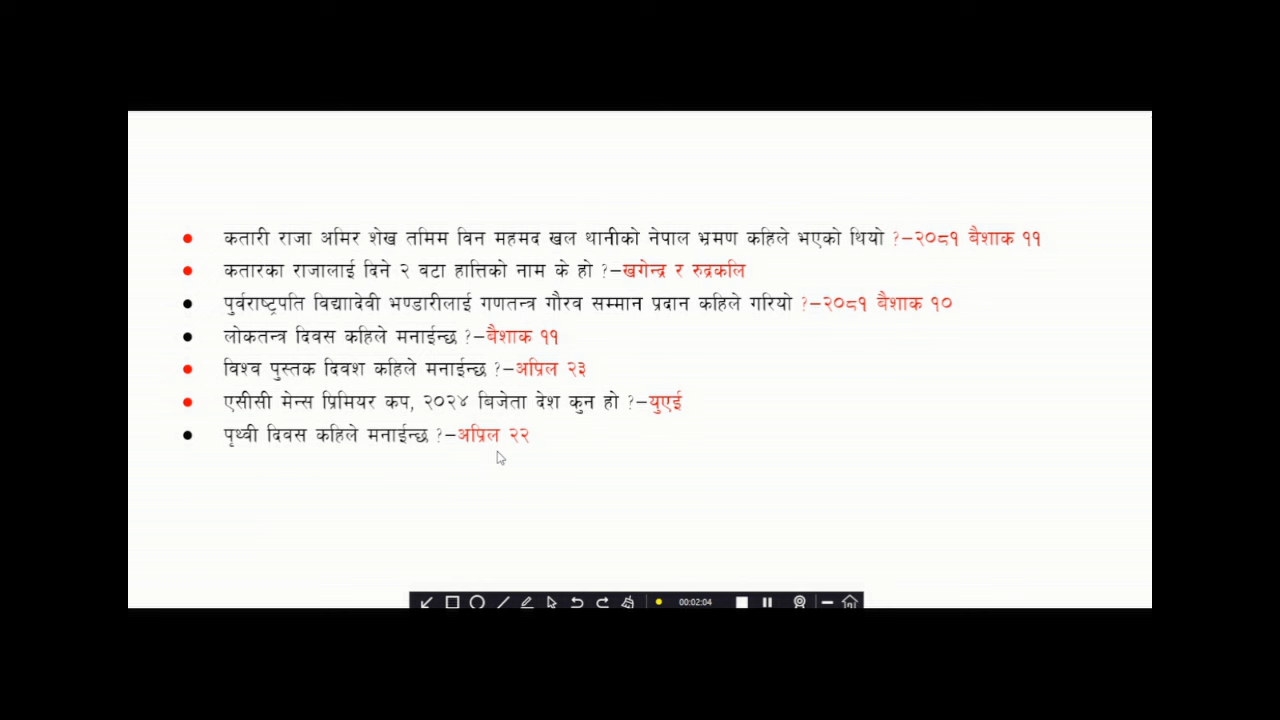 कतारी राजा अमिर शेख तमिम विन महमद खल थानीको नेपाल भ्रमण कहिले भएको थियो ?–२०८१ बैशाक ११
कतारका राजालाई दिने २ वटा हात्तिको नाम के हो ?–खगेन्द्र र रुद्रकलि
पुर्वराष्ट्रपति विद्याादेवी भण्डारीलाई गणतन्त्र गौरव सम्मान प्रदान कहिले गरियो ?–२०८१ बैशाक १०
लोकतन्त्र दिवस कहिले मनाईन्छ ?–बैशाक ११
विश्व पुस्तक दिवश कहिले मनाईन्छ ?–अप्रिल २३
एसीसी मेन्स प्रिमियर कप, २०२४ बिजेता देश कुन हो ?–युएई
पृथ्वी दिवस कहिले मनाईन्छ ?–अप्रिल २२
00:02:04